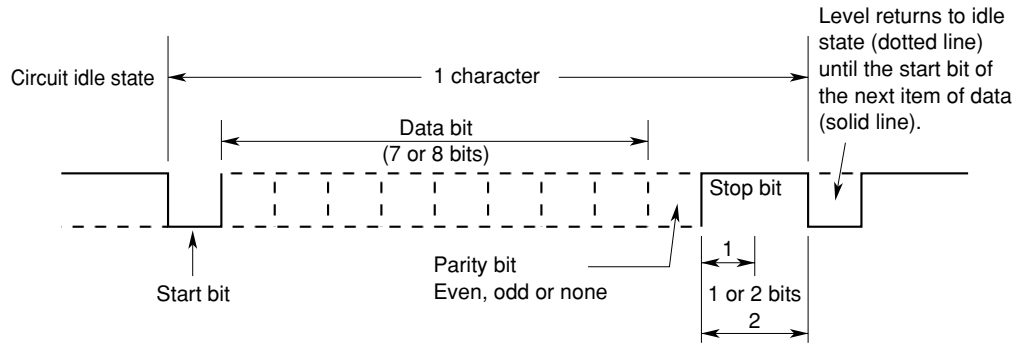 Level returns to idle
state (dotted line)
until the start bit of
the next item of data
(solid line).
Circuit idle state
1 character
Data bit
(7 or 8 bits)
Stop bit
1
Parity bit
Even, odd or none
Start bit
1 or 2 bits
2